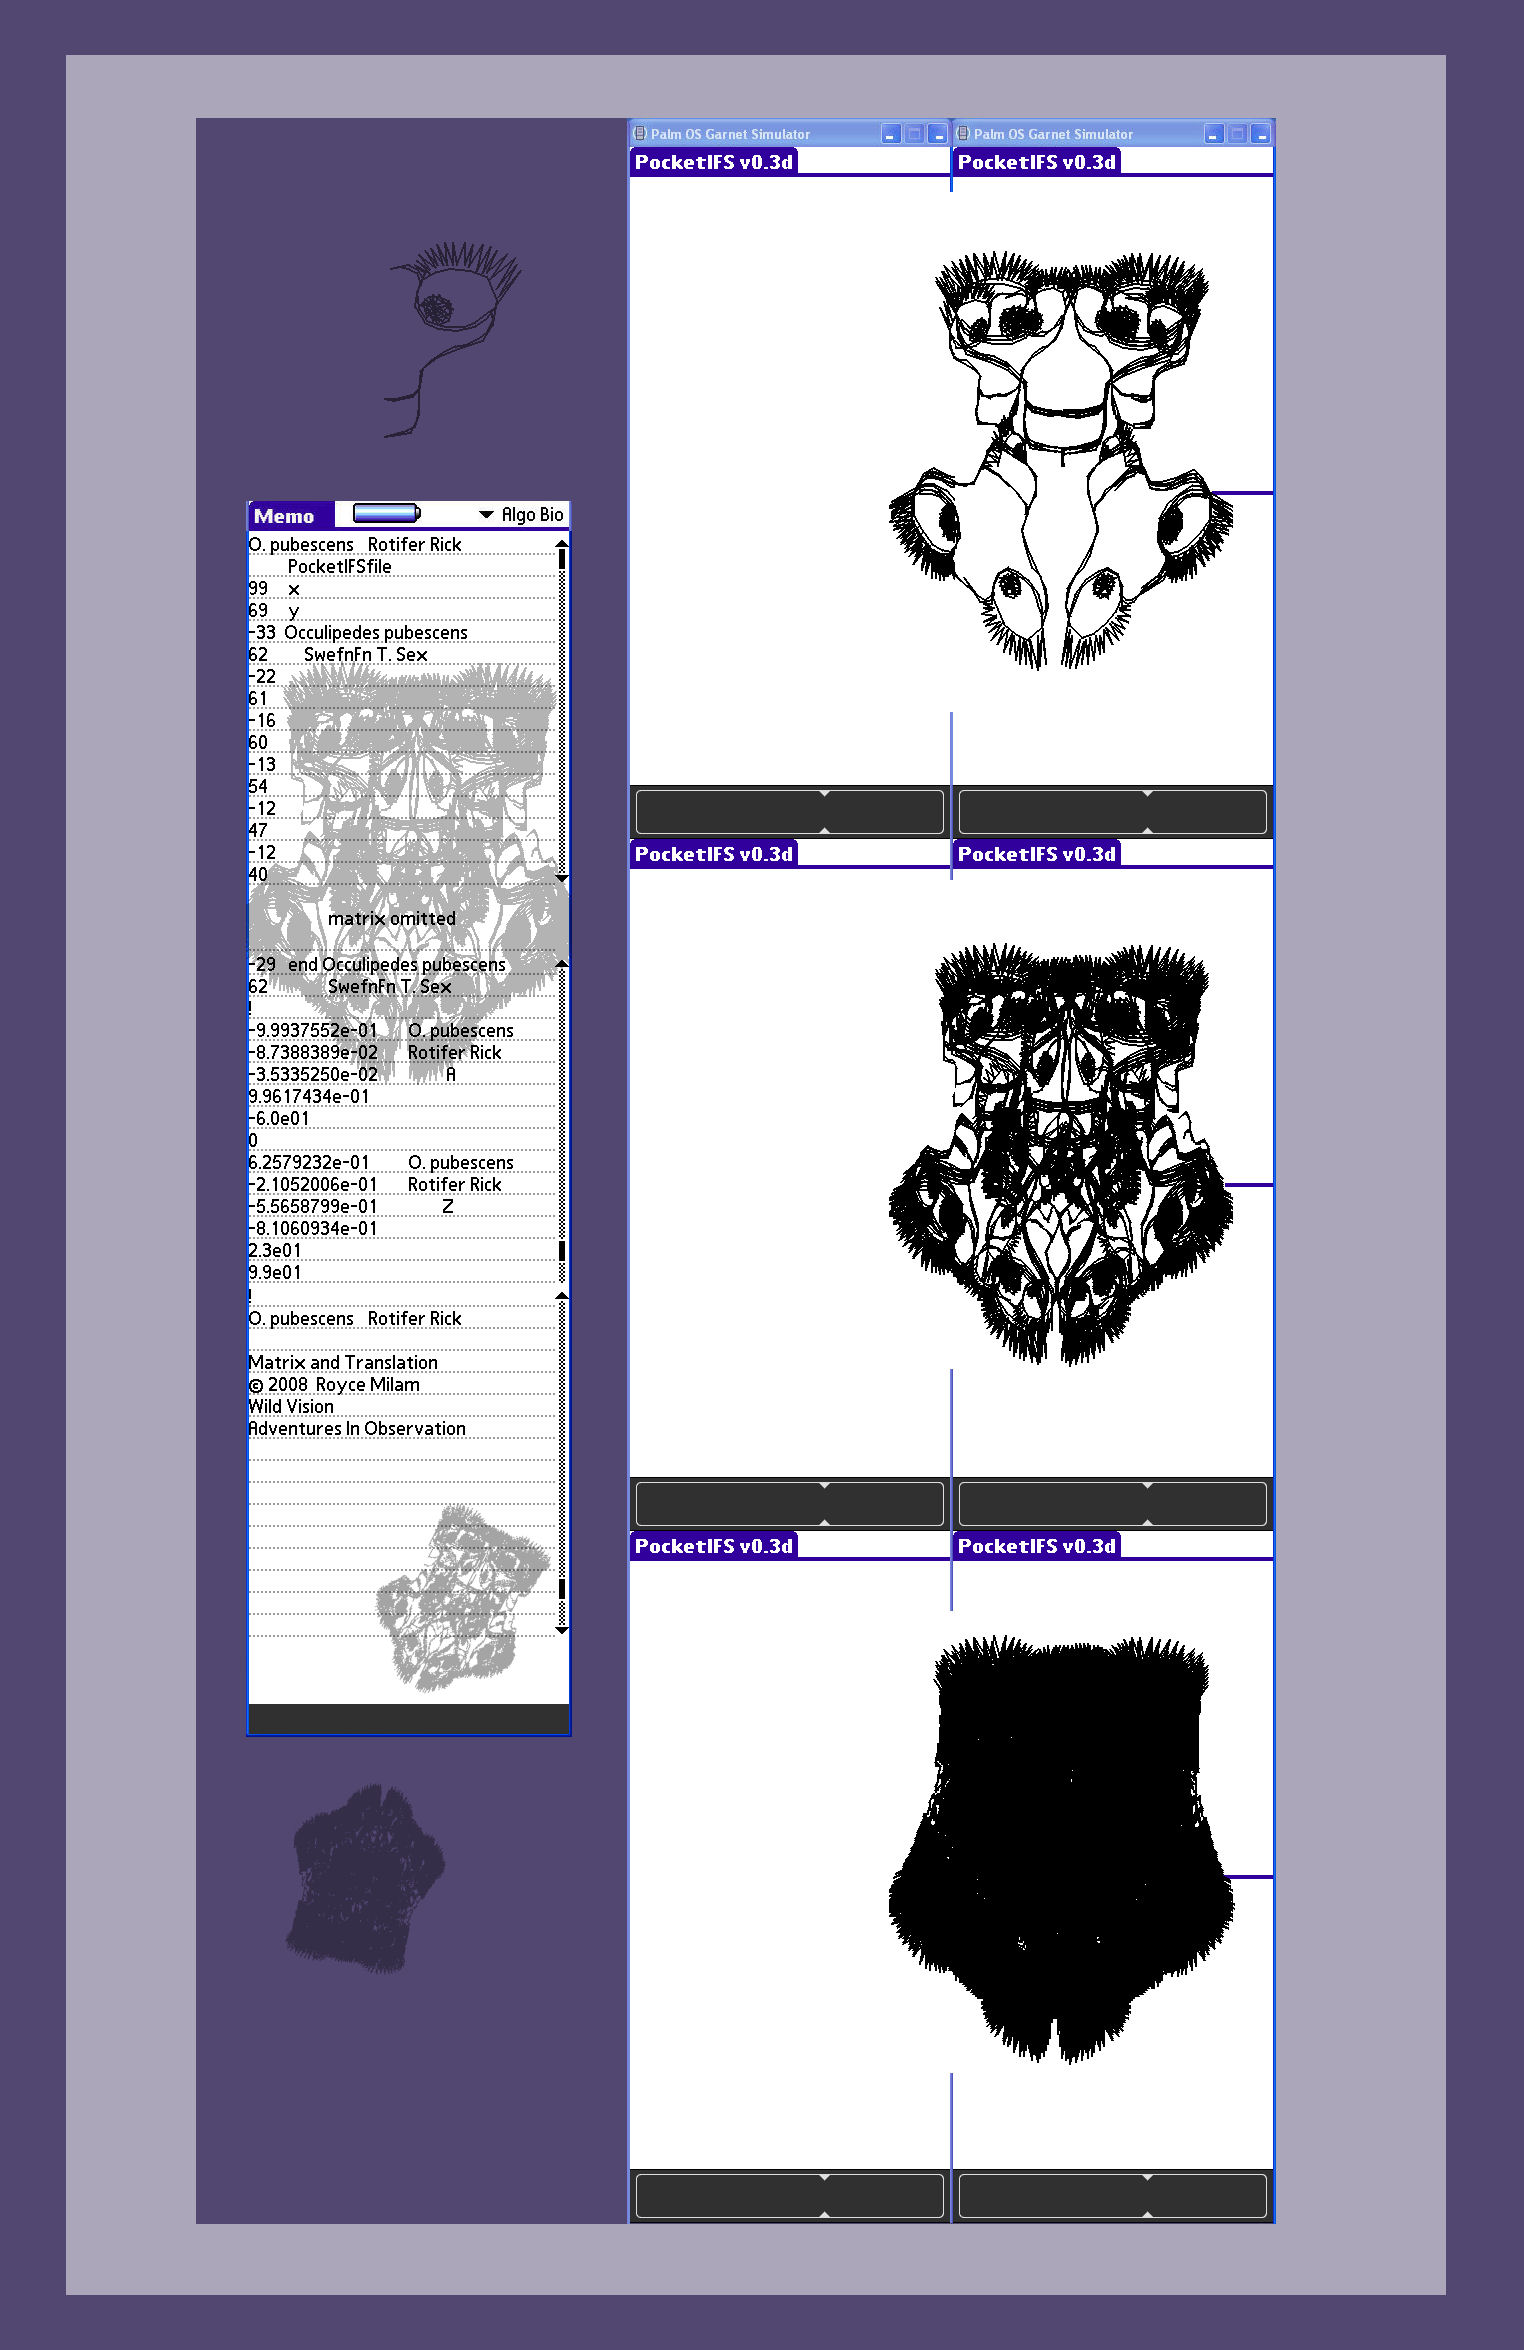 Memo Algo Bio
O. pubescens Rotifer Rick
PocketIFSfile
99 x
69 y
-33 Occulipedes pubescens
62 SwefnFn T. Sex
-22
61
-16
60
-13
54
-12
47
-12
40
matrix omitted
-29 end Occulipedes pubescens
62 SwefnFn T. Sex
!
-9.9937552e-01 O. pubescens
-8.7388389e-02 Rotifer Rick
-3.5335250e-02 A
9.9617434e-01
-6.0e01
0
6.2579232e-01 O. pubescens
-2.1052006e-01 Rotifer Rick
-5.5658799e-01 Z
-8.1060934e-01
2.3e01
9.9e01
!
O. pubescens Rotifer Rick
Matrix and Translation
© 2008 Royce Milam
Wild Vision
Adventures In Observation
Palm OS Garnet Simulator
Palm OS Garnet Simulator
PocketIFS v0.3d
PocketIFS v0.3d
PocketIFS v0.3d
PocketIFS v0.3d
PocketIFS v0.3d
PocketIFS v0.3d